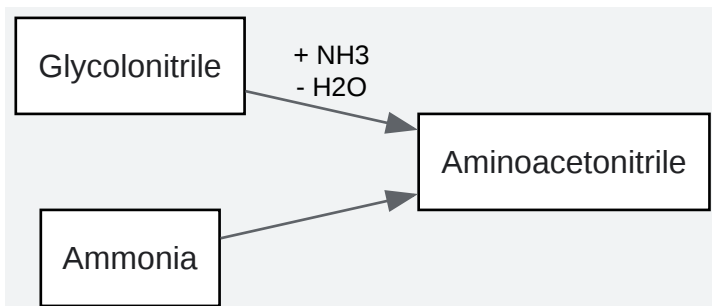 Glycolonitrile
+ NH3
- H2O
Aminoacetonitrile
Ammonia